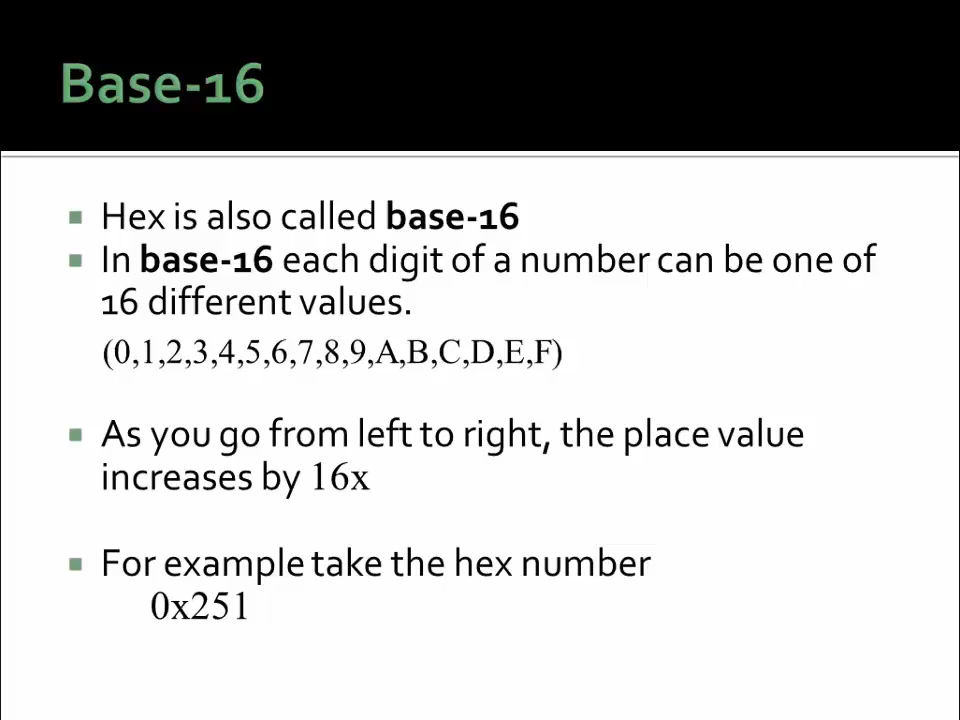 Base-16
Hex is also called base-16
In base-16 each digit of a number can be one of
16 different values.
(0,1,2,3,4,5,6,7,8,9,A,B,C,D,E,F)
As you go from left to right, the place value
increases by 16x
For example take the hex number
0x251